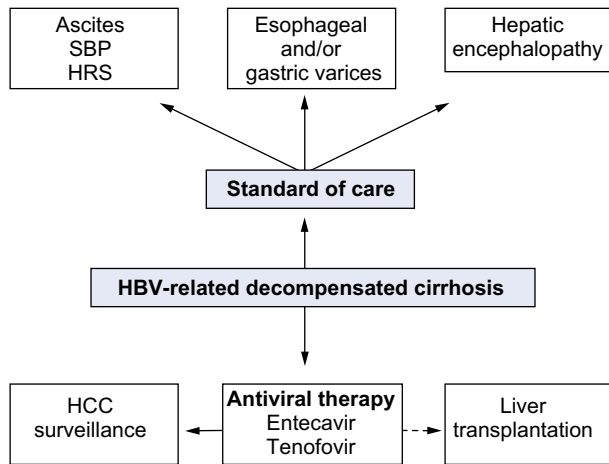 Ascites
SBP
HRS
Esophageal
and/or
gastric varices
Hepatic
encephalopathy
Standard of care
HBV-related decompensated cirrhosis
HCC
surveillance
Antiviral therapy
Entecavir
Tenofovir
Liver
transplantation